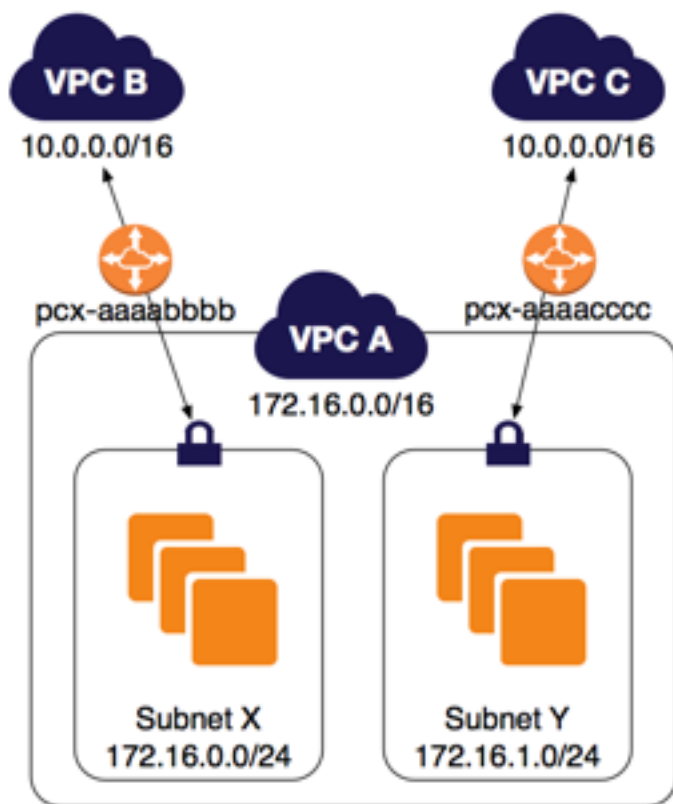 VPC B
10.0.0.0/16
VPC C
10.0.0.0/16
pcx-aaaabbbb
pcx-aaaacccc
VPC A
172.16.0.0/16
Subnet X
172.16.0.0/24
Subnet Y
172.16.1.0/24